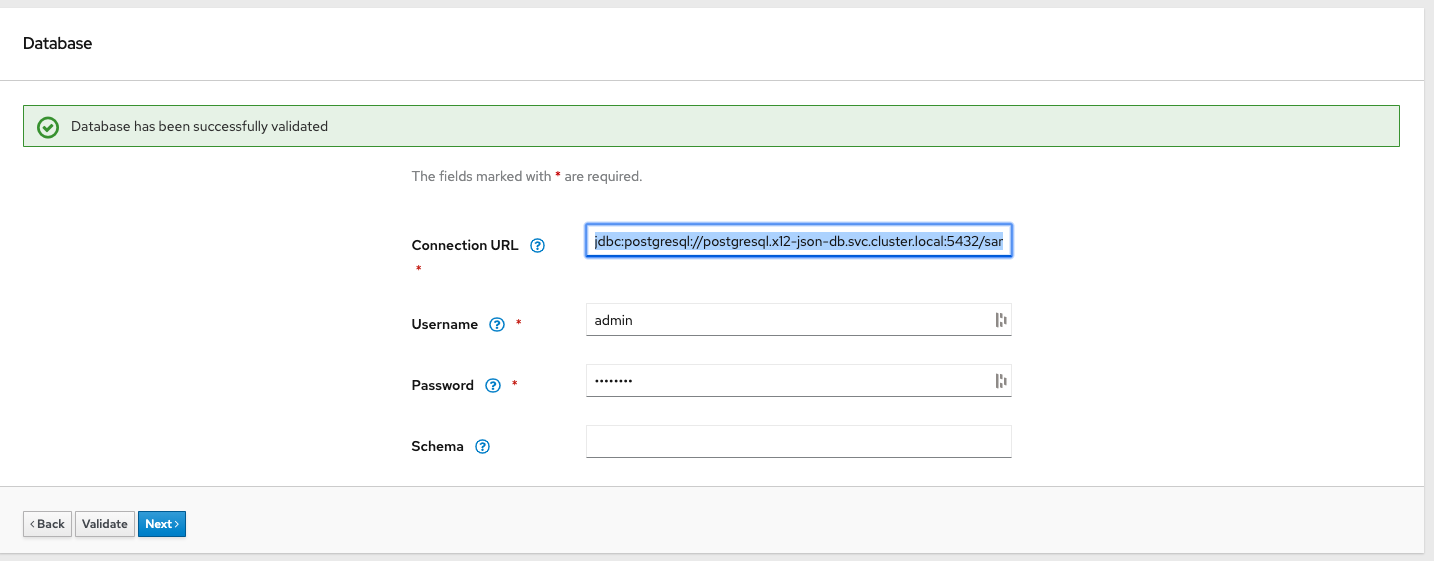 Database
Database has been successfully validated
The fields marked with * are required.
Connection URL ? *
jdbc:postgresql://postgresql.x12-json-db.svc.cluster.local:5432/sar
Username ? *
admin
Password ? *
••••••••
Schema ?
‹ Back Validate Next ›